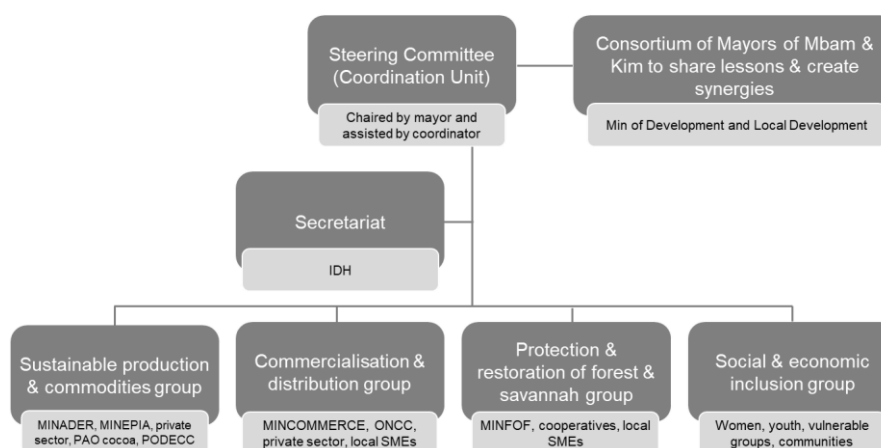 Steering Committee
(Coordination Unit)
Chaired by mayor and
assisted by coordinator
Consortium of Mayors of Mbam &
Kim to share lessons & create
synergies
Min of Development and Local Development
Secretariat
IDH
Sustainable production
& commodities group
MINADER, MINEPIA, private
sector, PAO cocoa, PODECC
Commercialisation &
distribution group
MINCOMMERCE, ONCC,
private sector, local SMEs
Protection &
restoration of forest &
savannah group
MINFOF, cooperatives, local
SMEs
Social & economic
inclusion group
Women, youth, vulnerable
groups, communities